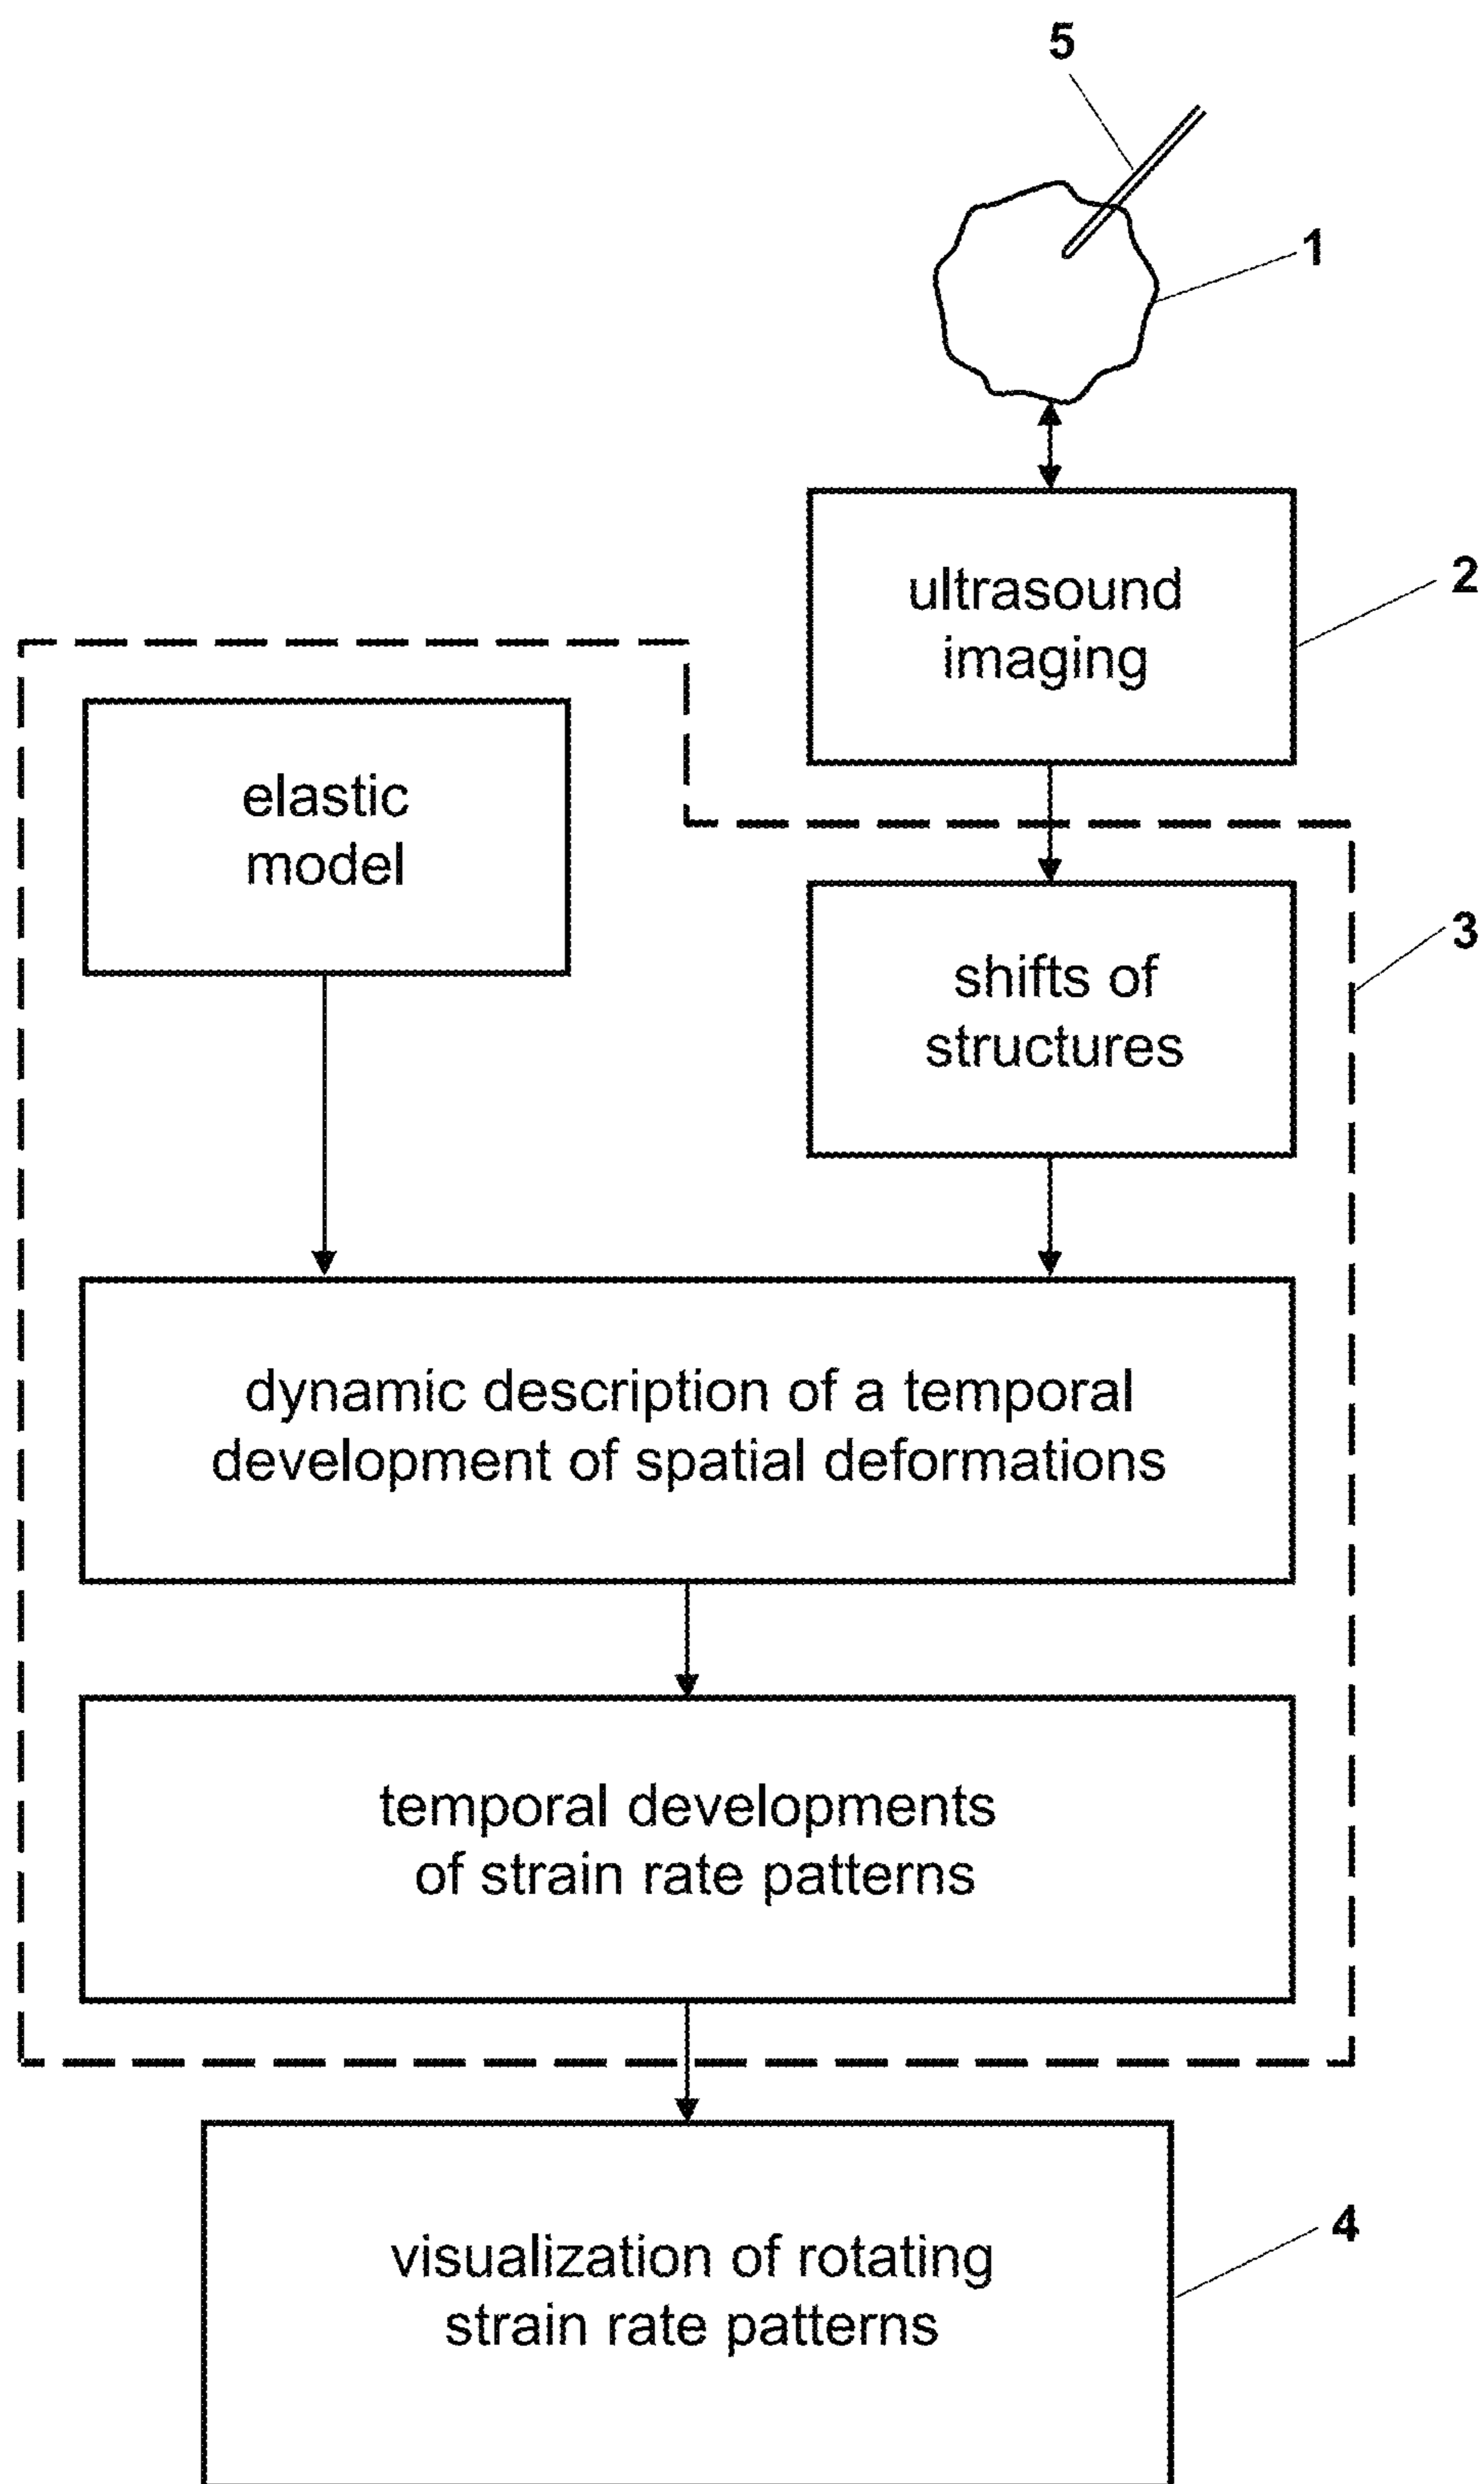 5
1
ultrasound
imaging
2
elastic
model
shifts of
structures
3
dynamic description of a temporal
development of spatial deformations
temporal developments
of strain rate patterns
visualization of rotating
strain rate patterns
4